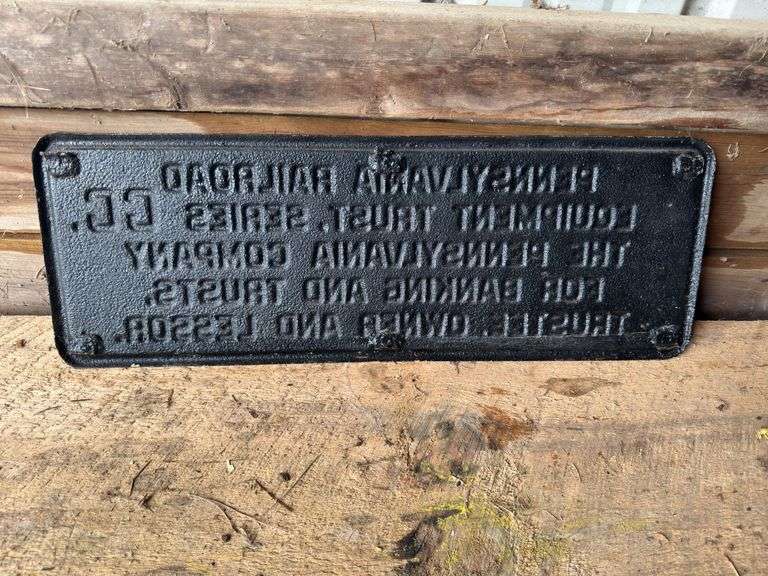 PENNSYLVANIA RAILROAD
EQUIPMENT TRUST. SERIES CC.
THE PENNSYLVANIA COMPANY
FOR BANKING AND TRUSTS.
TRUSTEE OWNER AND LESSOR.